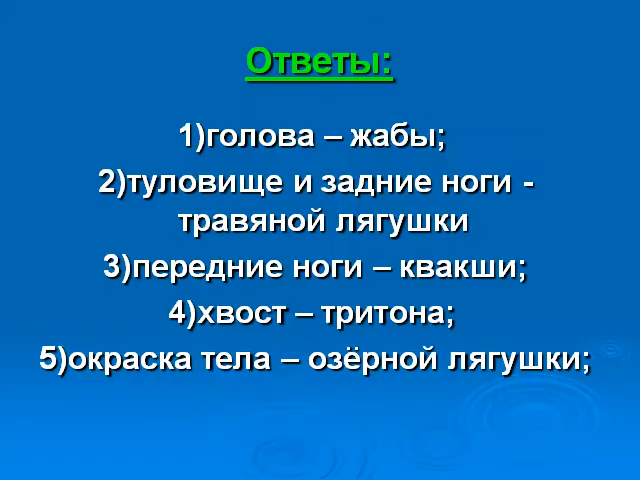 Ответы:
1)голова – жабы;
2)туловище и задние ноги -
травяной лягушки
3)передние ноги – квакши;
4)хвост – тритона;
5)окраска тела – озёрной лягушки;